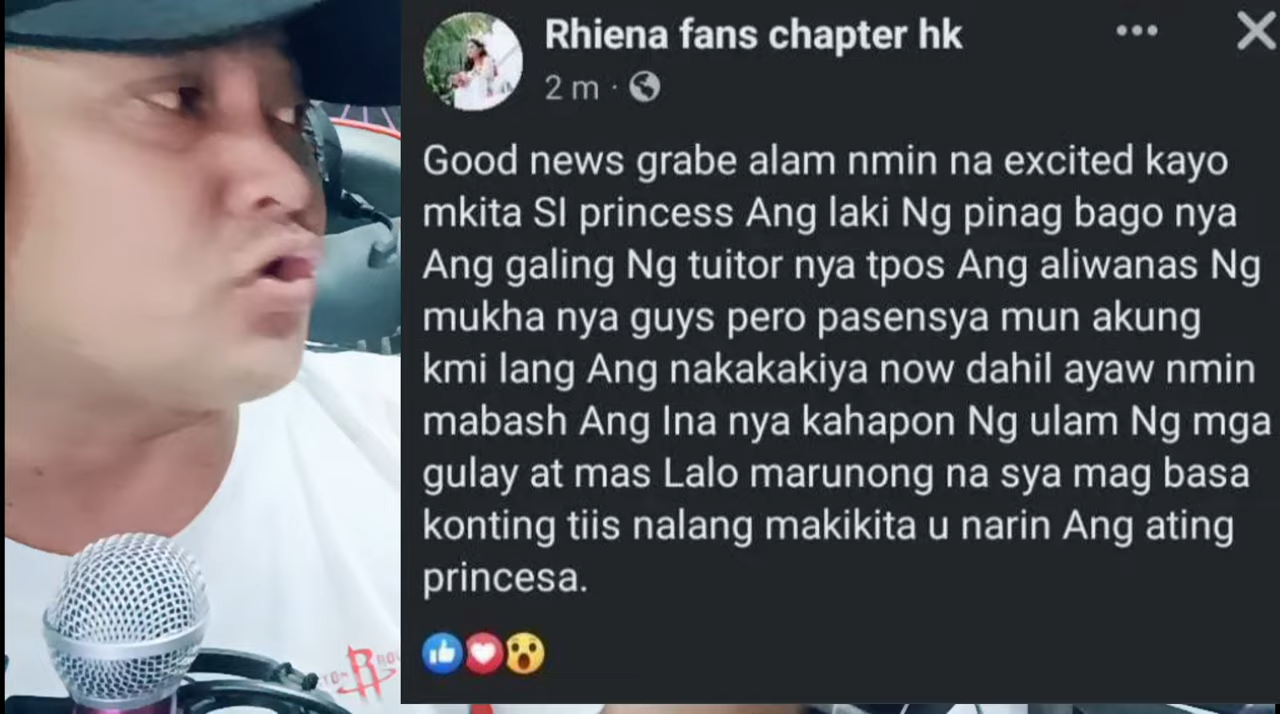 Rhiena fans chapter hk
2 m ·
Good news grabe alam nmin na excited kayo
mkita SI princess Ang laki Ng pinag bago nya
Ang galing Ng tuitor nya tpos Ang aliwanas Ng
mukha nya guys pero pasensya mun akung
kmi lang Ang nakakakiya now dahil ayaw nmin
mabash Ang Ina nya kahapon Ng ulam Ng mga
gulay at mas Lalo marunong na sya mag basa
konting tiis nalang makikita u narin Ang ating
princesa.